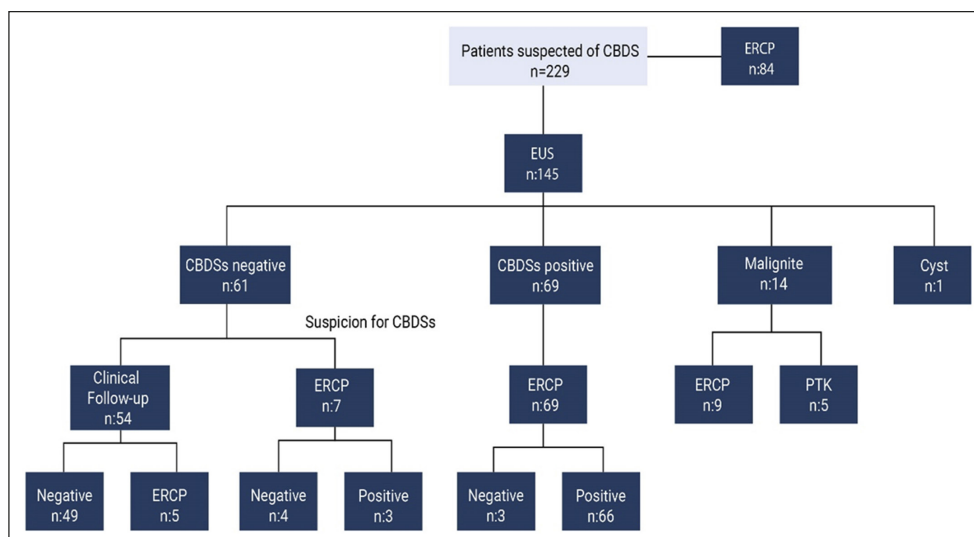 Patients suspected of CBDS
n=229
ERCP
n:84
EUS
n:145
CBDSs negative
n:61
CBDSs positive
n:69
Malignite
n:14
Cyst
n:1
Suspicion for CBDSs
Clinical
Follow-up
n:54
ERCP
n:7
ERCP
n:69
ERCP
n:9
PTK
n:5
Negative
n:49
ERCP
n:5
Negative
n:4
Positive
n:3
Negative
n:3
Positive
n:66